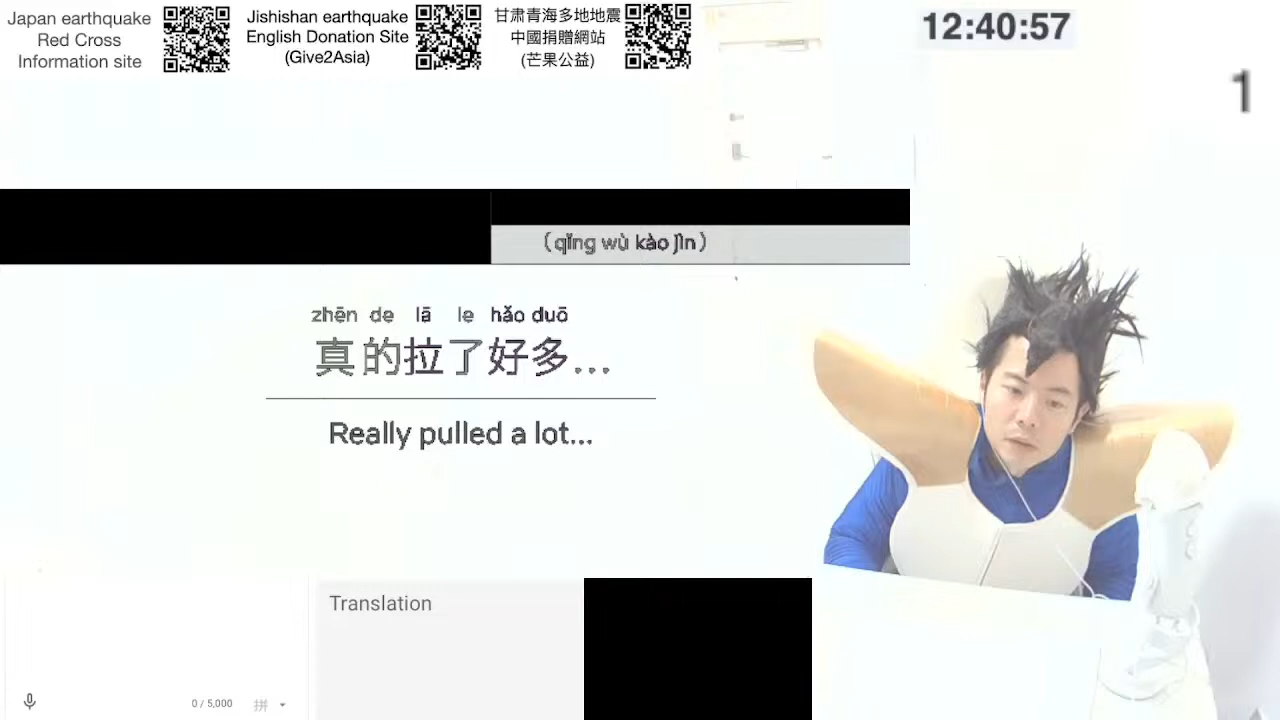 Japan earthquake
Red Cross
Information site
Jishishan earthquake
English Donation Site
(Give2Asia)
甘肅青海多地地震
中國捐贈網站
(芒果公益)
12:40:57
1
(qǐng wù kào jìn)
zhēn de lā le hǎo duō
真的拉了好多...
Really pulled a lot...
Translation
0 / 5,000
拼